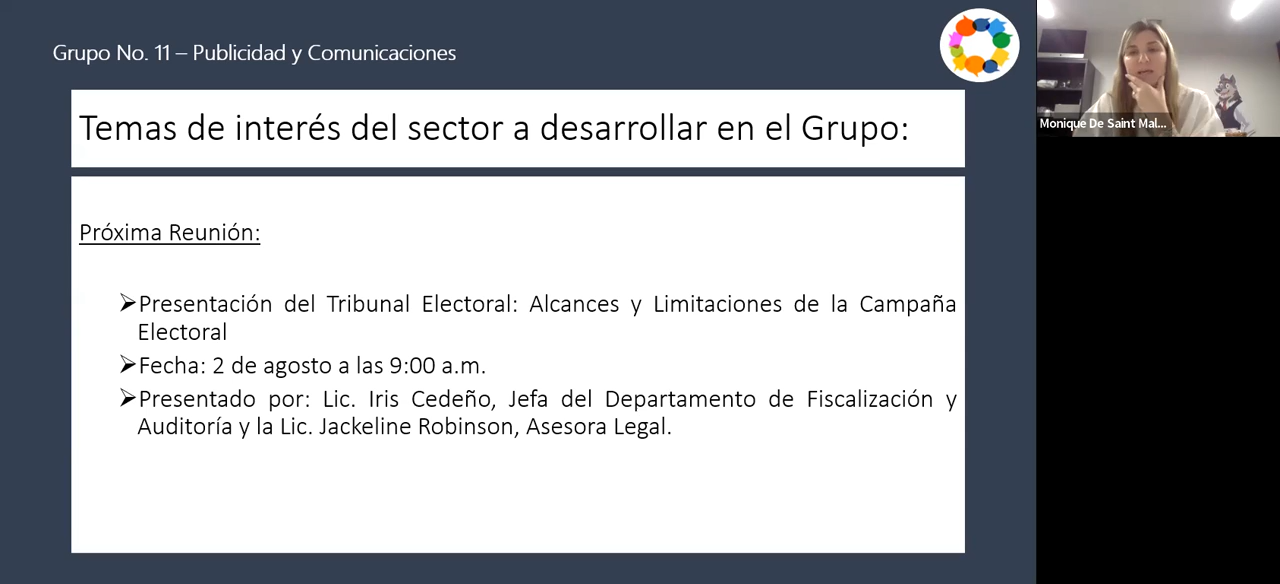 Grupo No. 11 – Publicidad y Comunicaciones
Temas de interés del sector a desarrollar en el Grupo:
Próxima Reunión:
➢Presentación del Tribunal Electoral: Alcances y Limitaciones de la Campaña
Electoral
➢Fecha: 2 de agosto a las 9:00 a.m.
➢Presentado por: Lic. Iris Cedeño, Jefa del Departamento de Fiscalización y
Auditoría y la Lic. Jackeline Robinson, Asesora Legal.
Monique De Saint Mal...